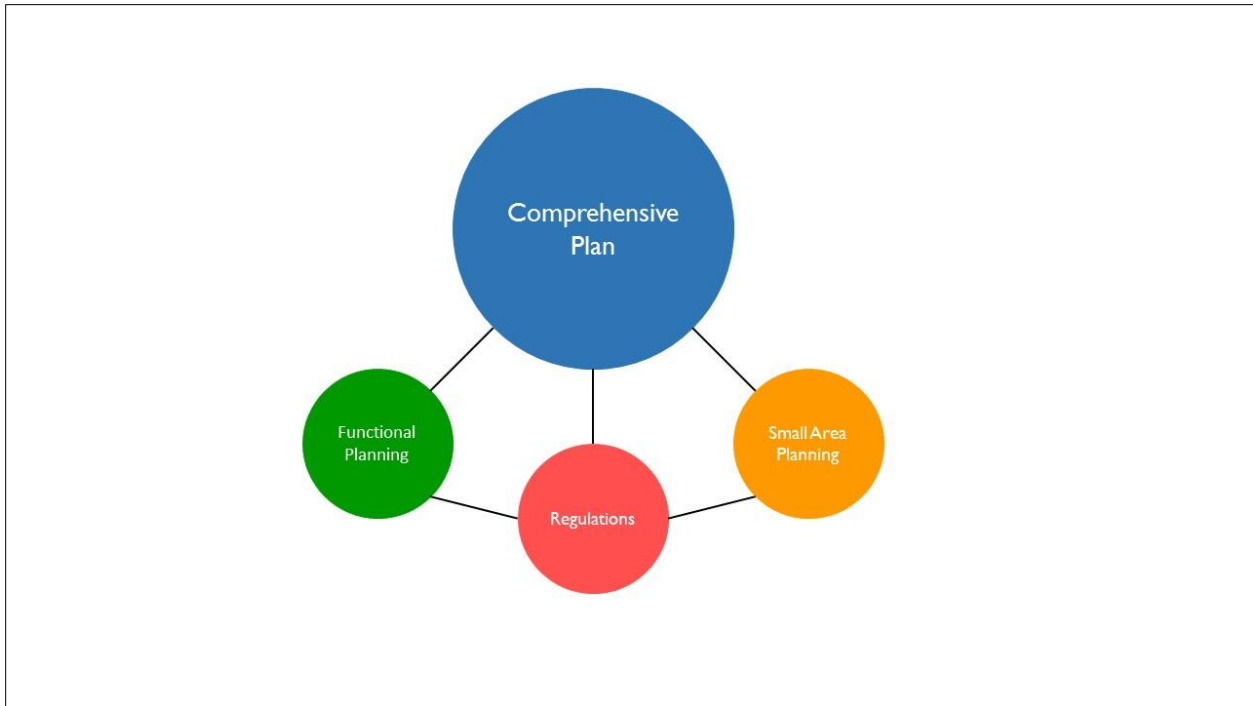 Comprehensive
Plan
Functional
Planning
Small Area
Planning
Regulations